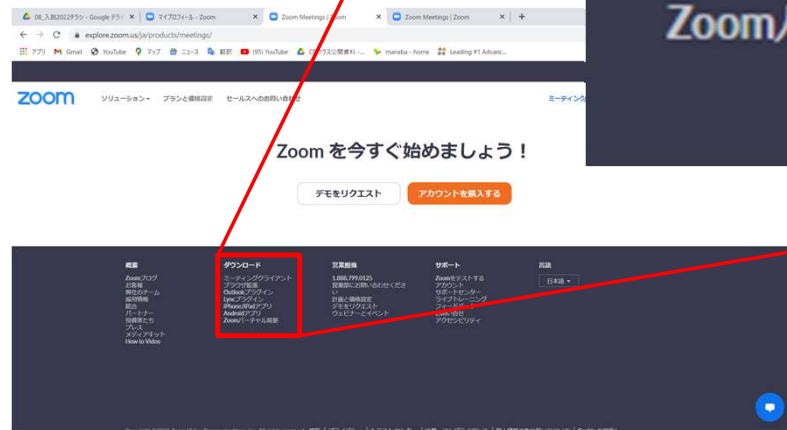 08_入試2022チラシ - Google ドラ
マイプロフィール - Zoom
Zoom Meetings | Zoom
Zoom Meetings | Zoom
explore.zoom.us/ja/products/meetings/
アプリ Gmail YouTube マップ ニュース 翻訳 (95) YouTube manaba - home Leading #1 Advanc...
Zoom
zoom ソリューション プランと価格設定 セールスへのお問い合わせ ミーティング
Zoom を今すぐ始めましょう!
デモをリクエスト アカウントを購入する
概要
Zoomブログ
お客様
弊社のチーム
採用情報
統合
パートナー
投資家たち
プレス
メディアキット
How to Video
ダウンロード
ミーティングクライアント
ブラウザ拡張
Outlookプラグイン
Lyncプラグイン
iPhone/iPadアプリ
Androidアプリ
Zoomバーチャル背景
営業担当
1.888.799.0125
営業部にお問い合わせくださ
い
計画と価格設定
デモをリクエスト
ウェビナーとイベント
サポート
Zoomをテストする
アカウント
サポートセンター
ライブトレーニング
アクセシビリティ
言語
日本語